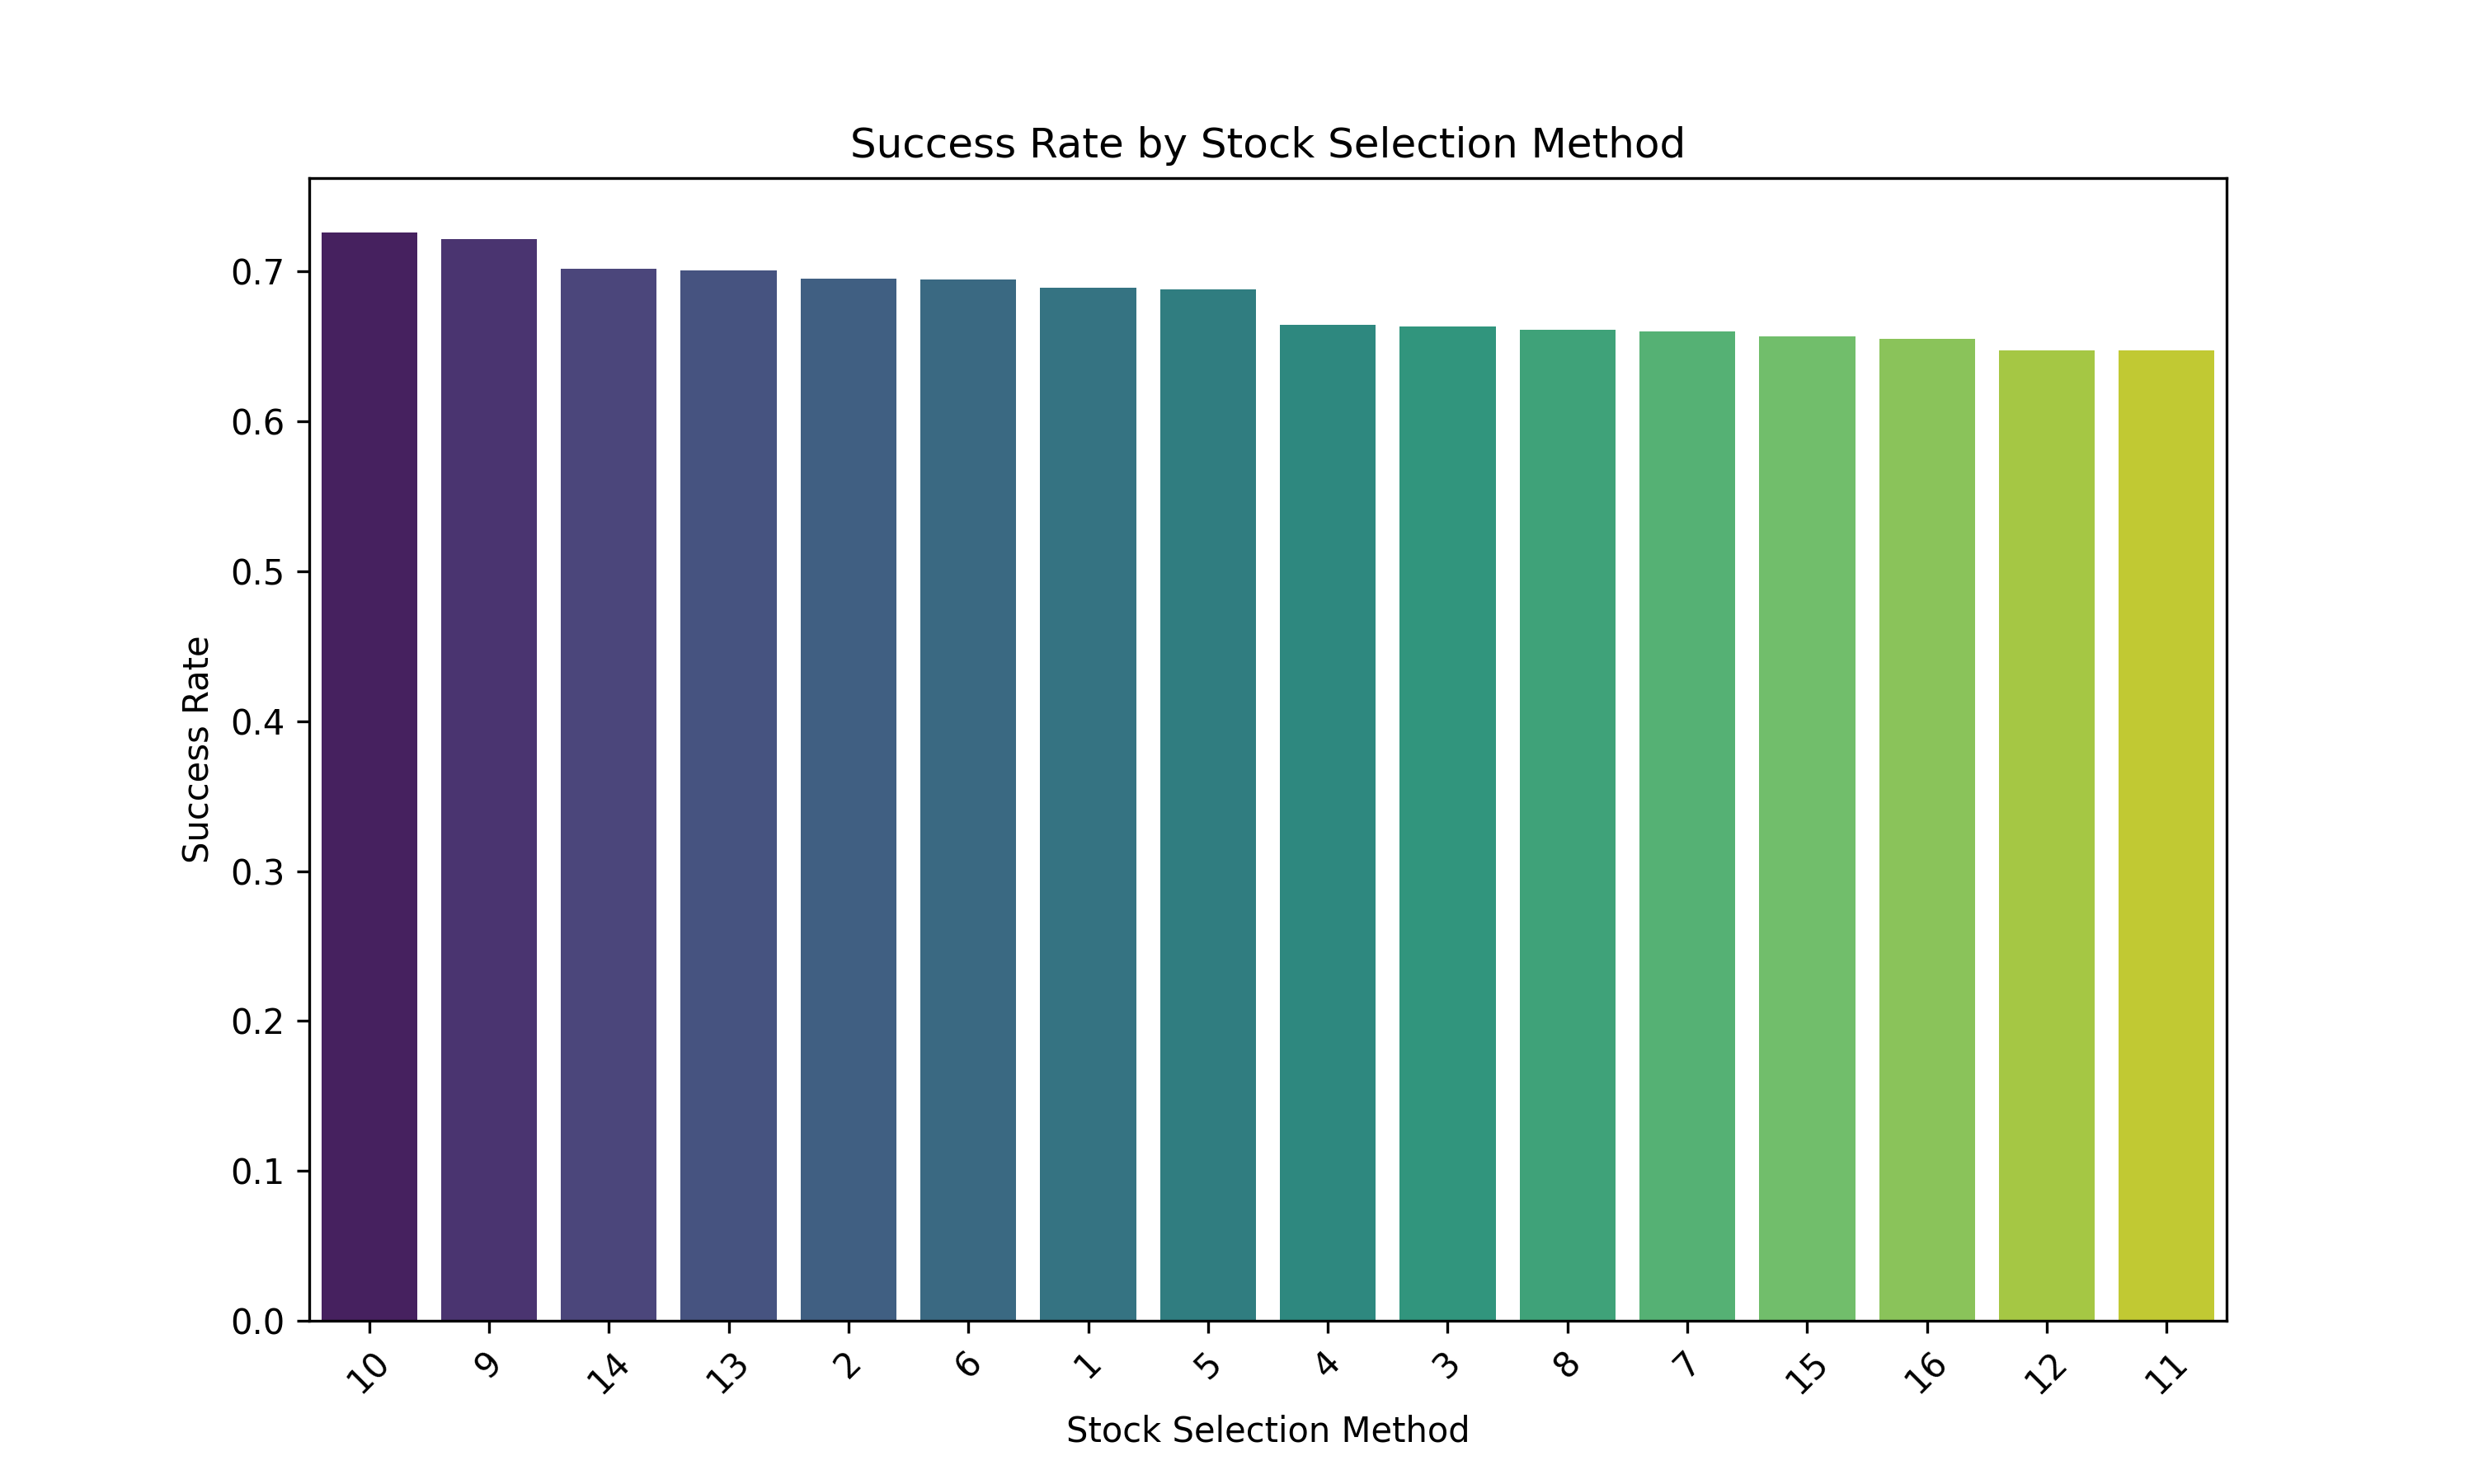 Success Rate by Stock Selection Method
Success Rate
0.7
0.6
0.5
0.4
0.3
0.2
0.1
0.0
10 9 14 13 2 6 1 5 4 3 8 7 15 16 12 11
Stock Selection Method